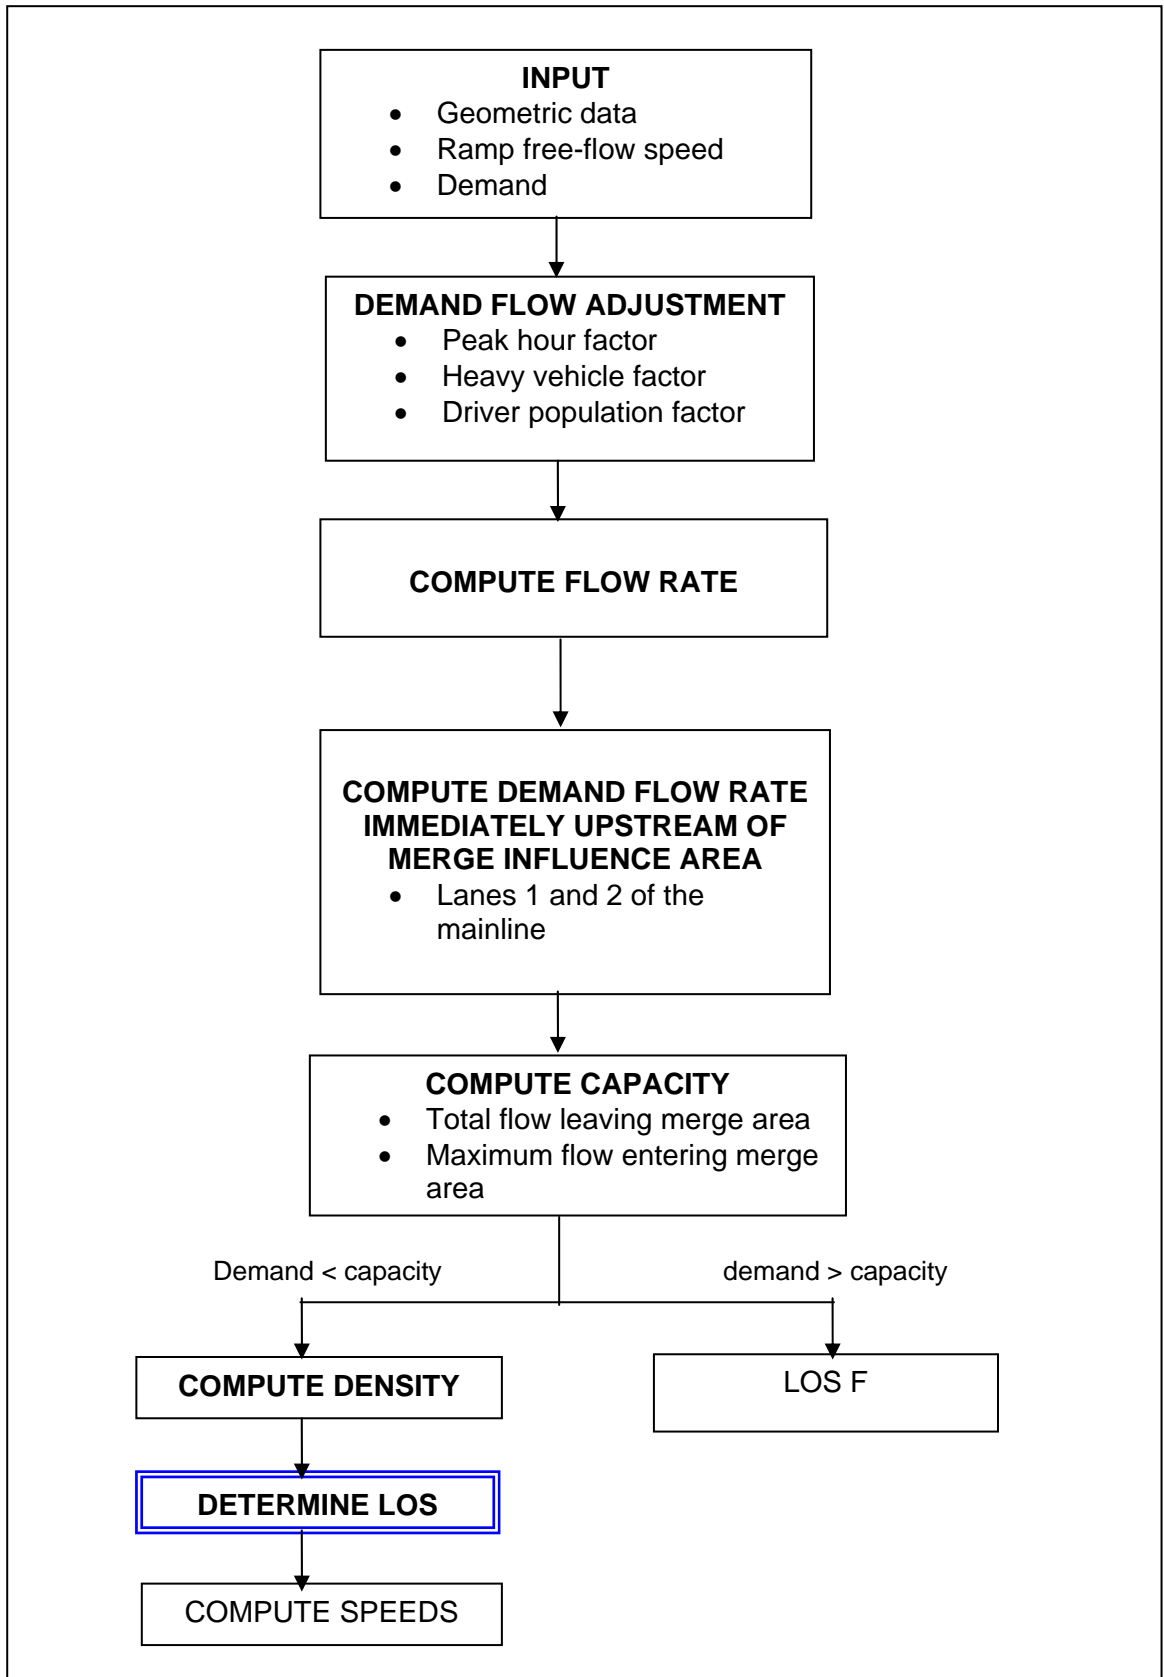 INPUT
• Geometric data
• Ramp free-flow speed
• Demand
DEMAND FLOW ADJUSTMENT
• Peak hour factor
• Heavy vehicle factor
• Driver population factor
COMPUTE FLOW RATE
COMPUTE DEMAND FLOW RATE
IMMEDIATELY UPSTREAM OF
MERGE INFLUENCE AREA
• Lanes 1 and 2 of the
mainline
COMPUTE CAPACITY
• Total flow leaving merge area
• Maximum flow entering merge
area
Demand < capacity
demand > capacity
COMPUTE DENSITY
LOS F
DETERMINE LOS
COMPUTE SPEEDS